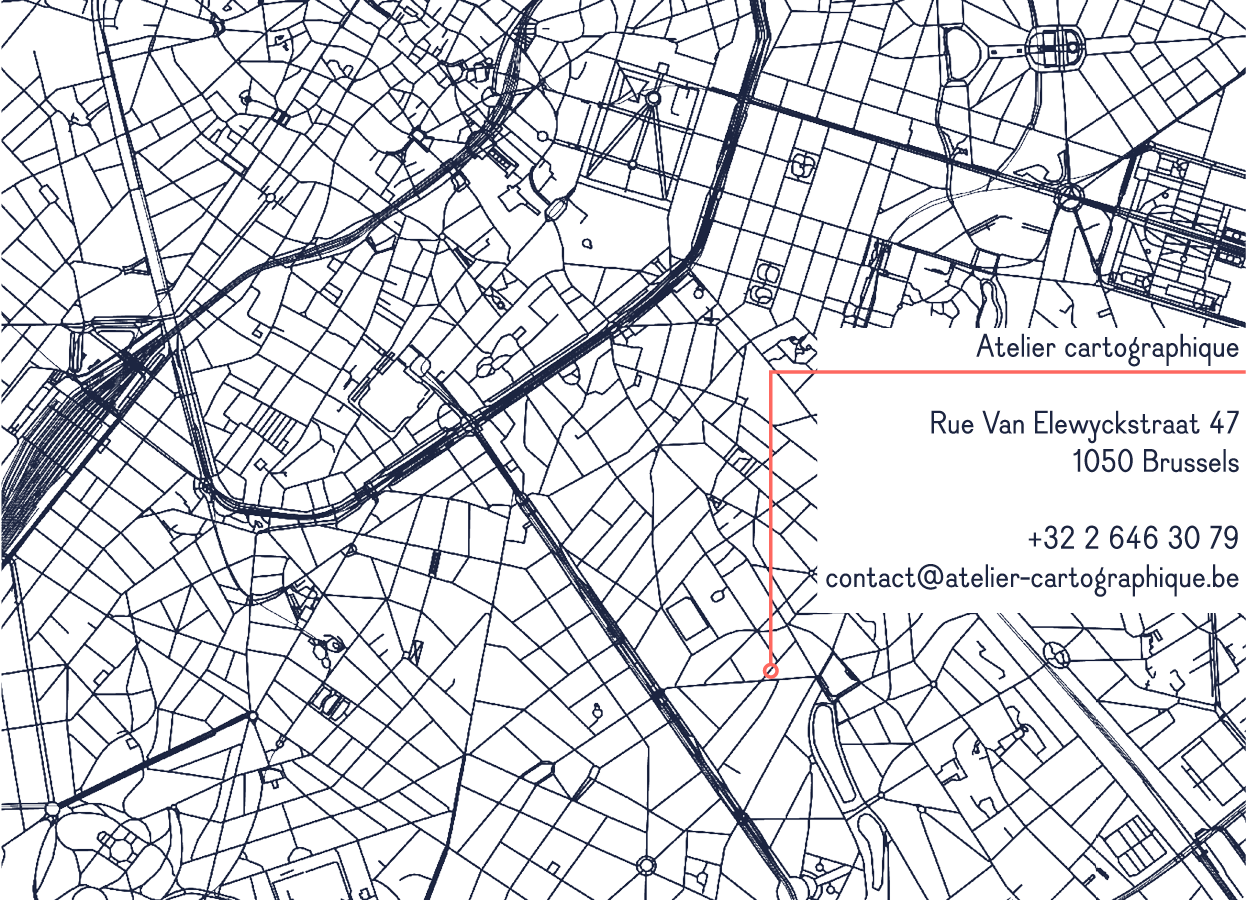 Atelier cartographique
Rue Van Elewyckstraat 47
1050 Brussels
+32 2 646 30 79
contact@atelier-cartographique.be